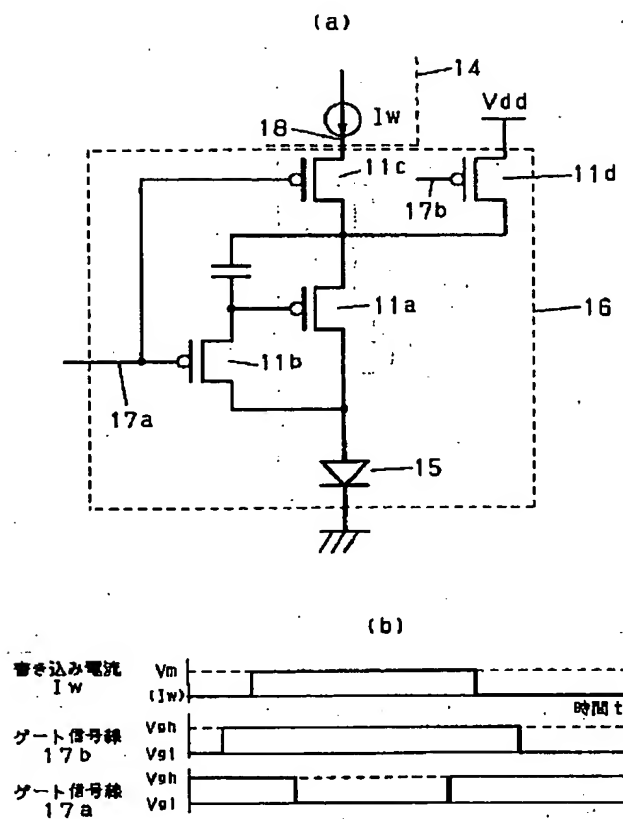 (a)
14
Vdd
Iw
18
11c
11d
17b
11a
16
11b
17a
15
(b)
書き込み電流
Iw
Vm
(Iw)
時間t
ゲート信号線
17b
Vgh
Vgl
ゲート信号線
17a
Vgh
Vgl